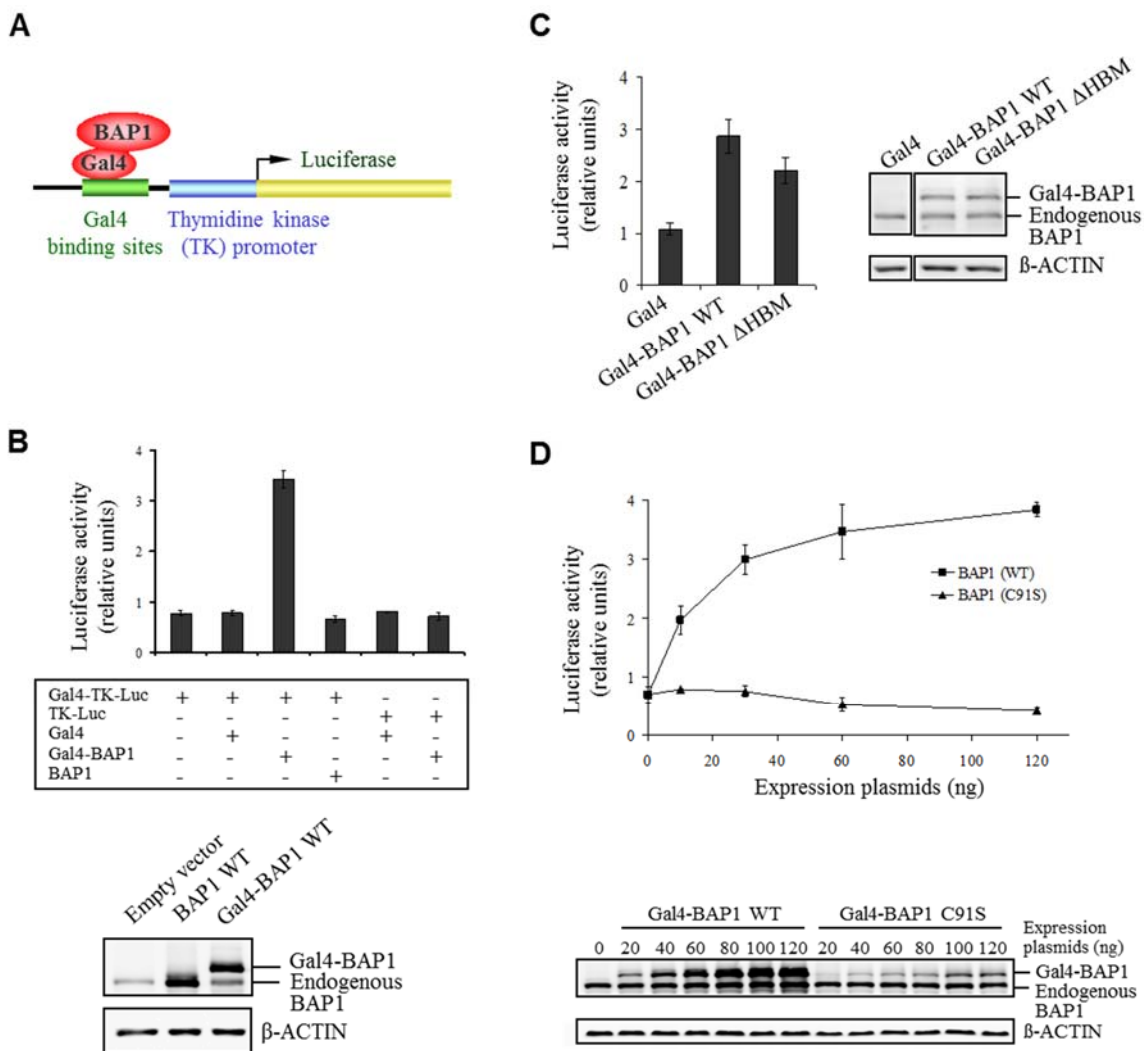 A
BAP1
Gal4
Luciferase
Gal4
binding sites
Thymidine kinase
(TK) promoter
C
Luciferase activity
(relative units)
4
3
2
1
0
Gal4
Gal4-BAP1 WT
Gal4-BAP1 ΔHBM
Gal4
Gal4-BAP1 WT
Gal4-BAP1 ΔHBM
Gal4-BAP1
Endogenous
BAP1
ß-ACTIN
B
Luciferase activity
(relative units)
4
3
2
1
0
Gal4-TK-Luc + + + + - -
TK-Luc - - - - + +
Gal4 - + - - + -
Gal4-BAP1 - - + - - +
BAP1 - - - + - -
Empty vector
BAP1 WT
Gal4-BAP1 WT
Gal4-BAP1
Endogenous
BAP1
β-ACTIN
D
Luciferase activity
(relative units)
4
3
2
1
0
BAP1 (WT)
BAP1 (C91S)
0 20 40 60 80 100 120
Expression plasmids (ng)
Gal4-BAP1 WT Gal4-BAP1 C91S
0 20 40 60 80 100 120 20 40 60 80 100 120
Expression
plasmids (ng)
Gal4-BAP1
Endogenous
BAP1
ß-ACTIN